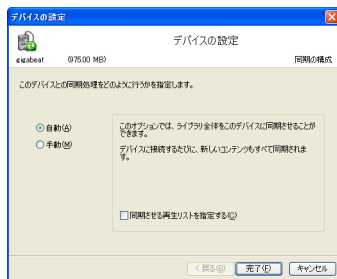 デバイスの設定
デバイスの設定
gigabeat (975.00 MB) 同期の構成
このデバイスとの同期処理をどのように行うかを指定します。
自動(A)
手動(M)
このオプションでは、ライブラリ全体をこのデバイスに同期させることが
できます。
デバイスに接続するたびに、新しいコンテンツもすべて同期されま
す。
同期させる再生リストを指定する(C)
< 戻る(B) 完了(F) キャンセル